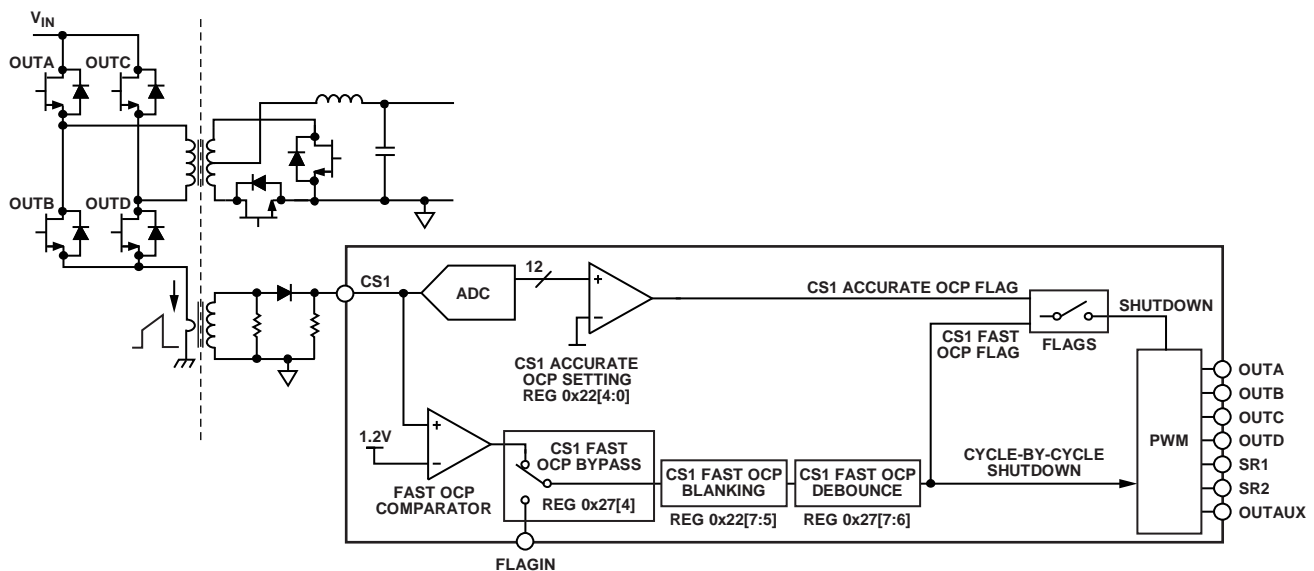 VIN
OUTA
OUTC
OUTB
OUTD
CS1
ADC
12
+
−
CS1 ACCURATE
OCP SETTING
REG 0x22[4:0]
CS1 ACCURATE OCP FLAG
CS1 FAST
OCP FLAG
FLAGS
SHUTDOWN
1.2V
+
−
FAST OCP
COMPARATOR
CS1 FAST
OCP BYPASS
REG 0x27[4]
FLAGIN
CS1 FAST OCP
BLANKING
REG 0x22[7:5]
CS1 FAST OCP
DEBOUNCE
REG 0x27[7:6]
CYCLE-BY-CYCLE
SHUTDOWN
PWM
OUTA
OUTB
OUTC
OUTD
SR1
SR2
OUTAUX